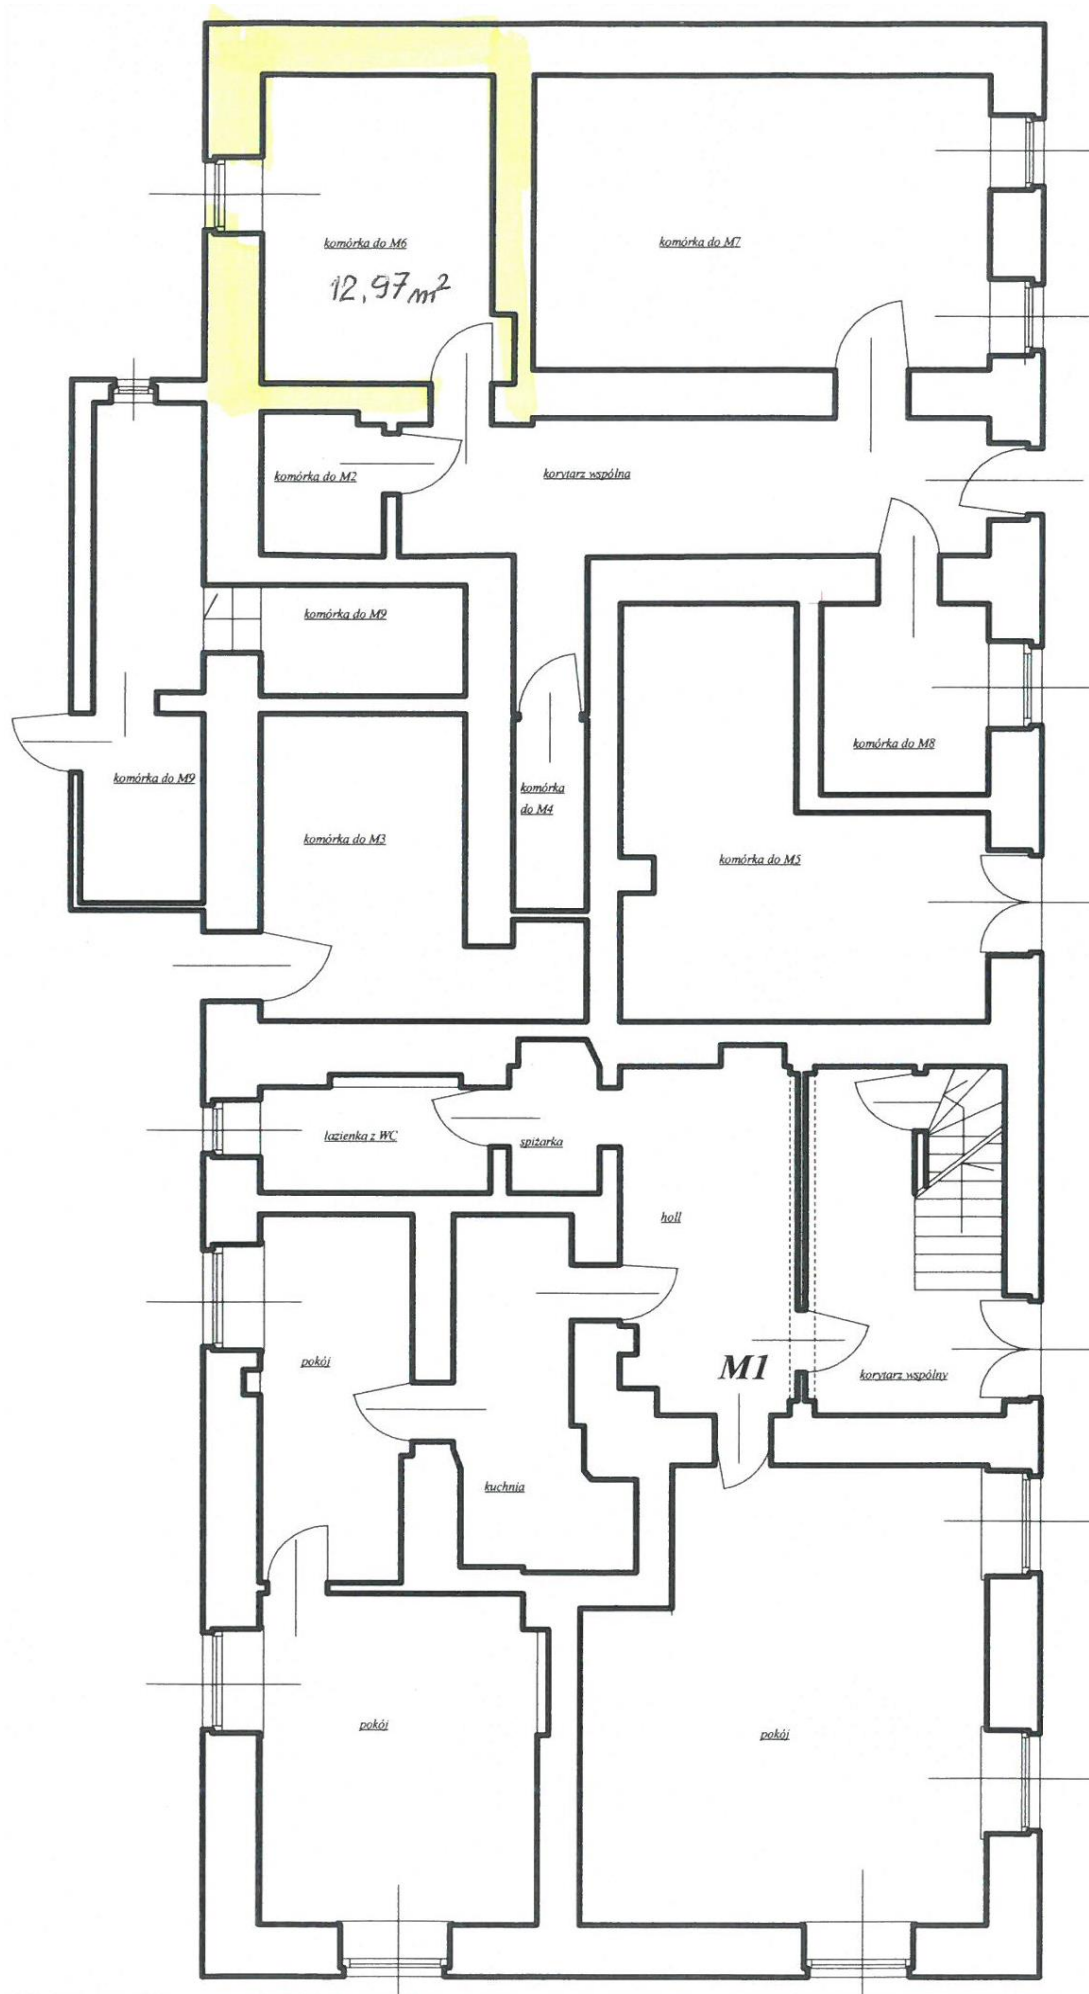 komórka do M6
komórka do M7
12,97 m²
komórka do M2
korytarz wspólna
komórka do M9
komórka do M8
komórka do M9
komórka
do M4
komórka do M3
komórka do M5
łazienka z WC
spiżarka
holl
pokój
M1
korytarz wspólny
kuchnia
pokój
pokój